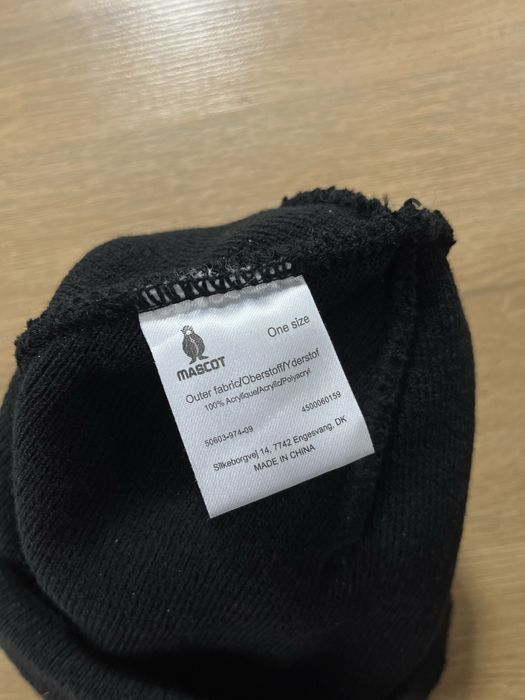 MASCOT
One size
Outer fabric/Oberstoff/Yderstof
100% Acrylique/Acrylic/Polyacryl
50603-974-09 4500060159
Silkeborgvej 14, 7742 Engesvang, DK
MADE IN CHINA